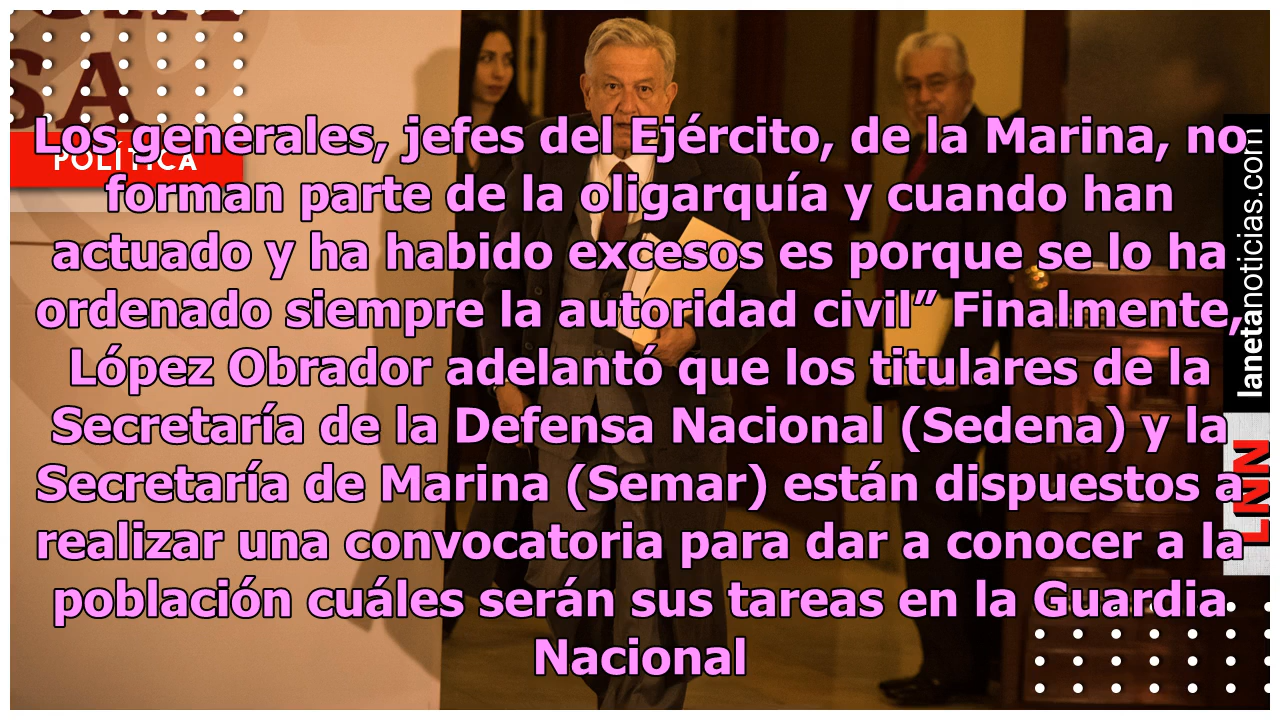 SA
POLÍTICA
Los generales, jefes del Ejército, de la Marina, no
forman parte de la oligarquía y cuando han
actuado y ha habido excesos es porque se lo ha
ordenado siempre la autoridad civil” Finalmente,
López Obrador adelantó que los titulares de la
Secretaría de la Defensa Nacional (Sedena) y la
Secretaría de Marina (Semar) están dispuestos a
realizar una convocatoria para dar a conocer a la
población cuáles serán sus tareas en la Guardia
Nacional
lanetanoticias.com
LNN